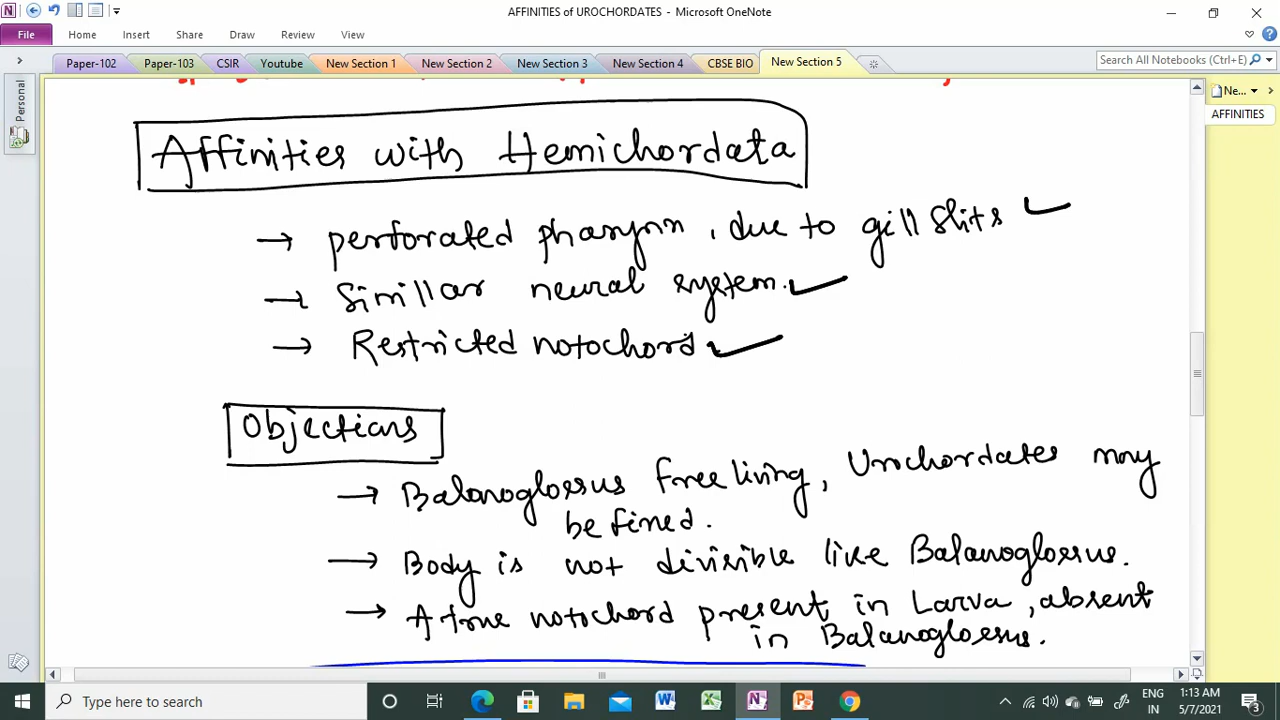 AFFINITIES of UROCHORDATES - Microsoft OneNote
File Home Insert Share Draw Review View
Paper-102 Paper-103 CSIR Youtube New Section 1 New Section 2 New Section 3 New Section 4 CBSE BIO New Section 5 Search All Notebooks (Ctrl+E)
Personal
Ne...
AFFINITIES
Affinities with Hemichordata
→ perforated pharynx, due to gill slits ✓
→ Simillar neural system. ✓
→ Restricted notochord ✓
Objections
→ Balanoglossus free living, Urochordates may
be fixed.
→ Body is not divisible like Balanoglossus.
→ A true notochord present in Larva, absent
in Balanoglossus.
Type here to search
ENG 1:13 AM
IN 5/7/2021
3